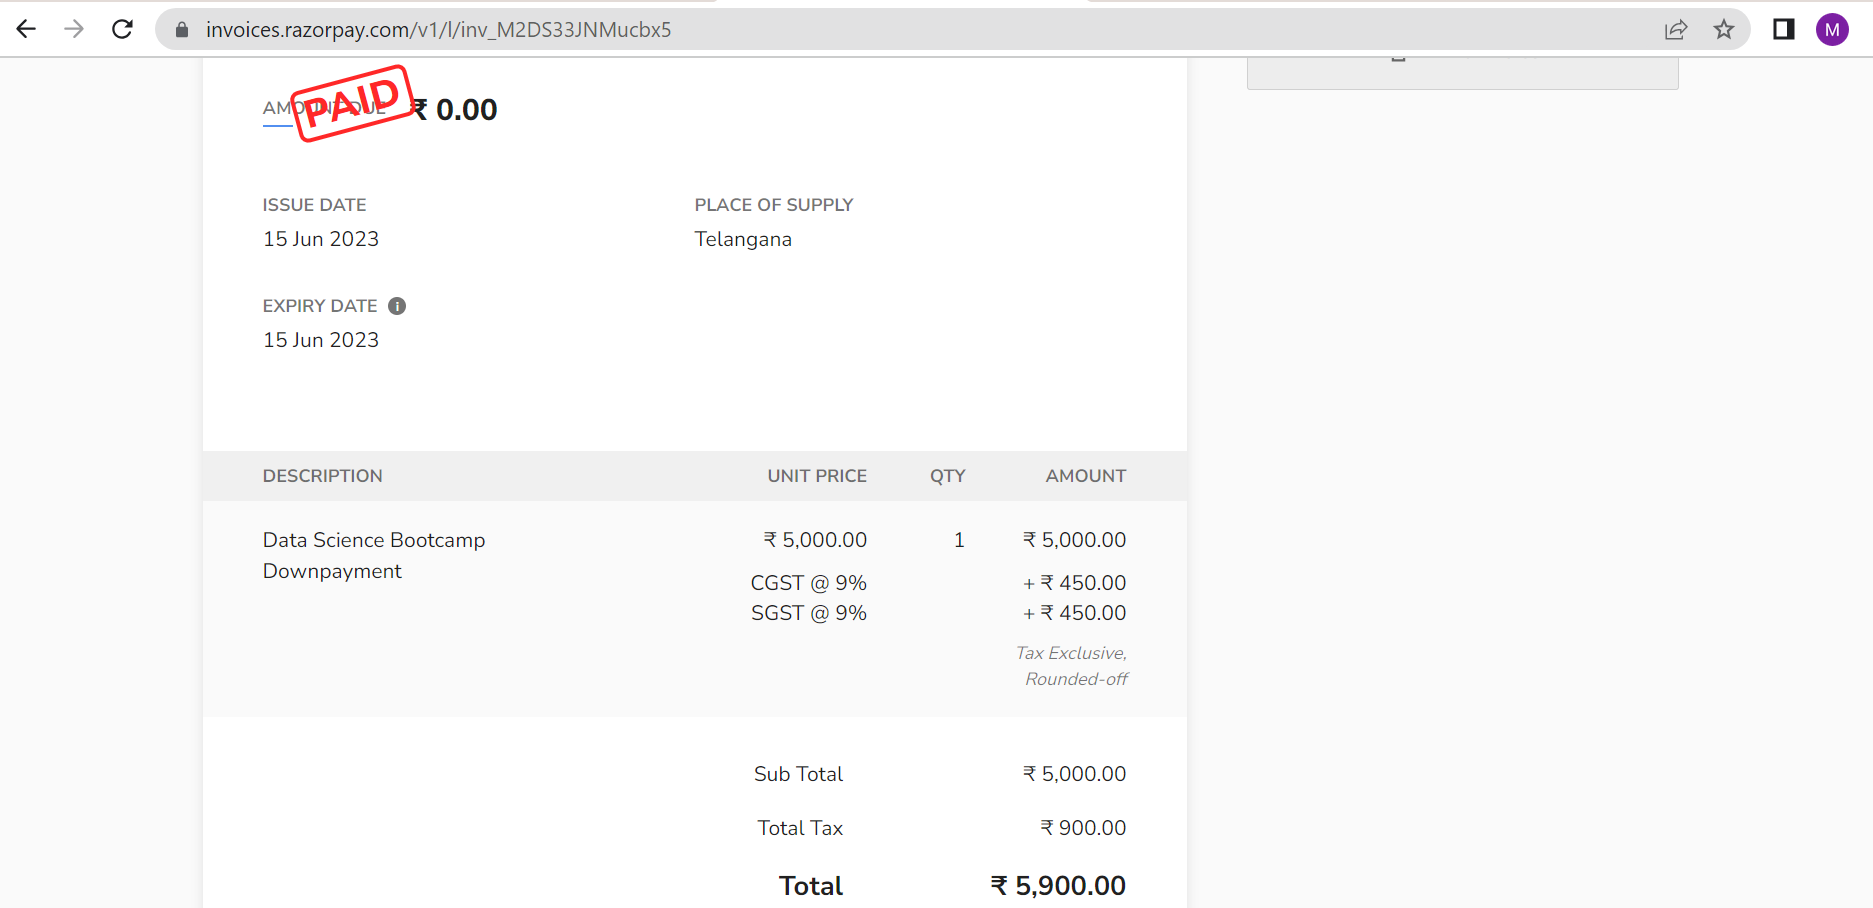 invoices.razorpay.com/v1/l/inv_M2DS33JNMucbx5
M
AMOUNT DUE ₹ 0.00
PAID
ISSUE DATE PLACE OF SUPPLY
15 Jun 2023 Telangana
EXPIRY DATE i
15 Jun 2023
DESCRIPTION UNIT PRICE QTY AMOUNT
Data Science Bootcamp ₹ 5,000.00 1 ₹ 5,000.00
Downpayment
CGST @ 9% + ₹ 450.00
SGST @ 9% + ₹ 450.00
Tax Exclusive,
Rounded-off
Sub Total ₹ 5,000.00
Total Tax ₹ 900.00
Total ₹ 5,900.00